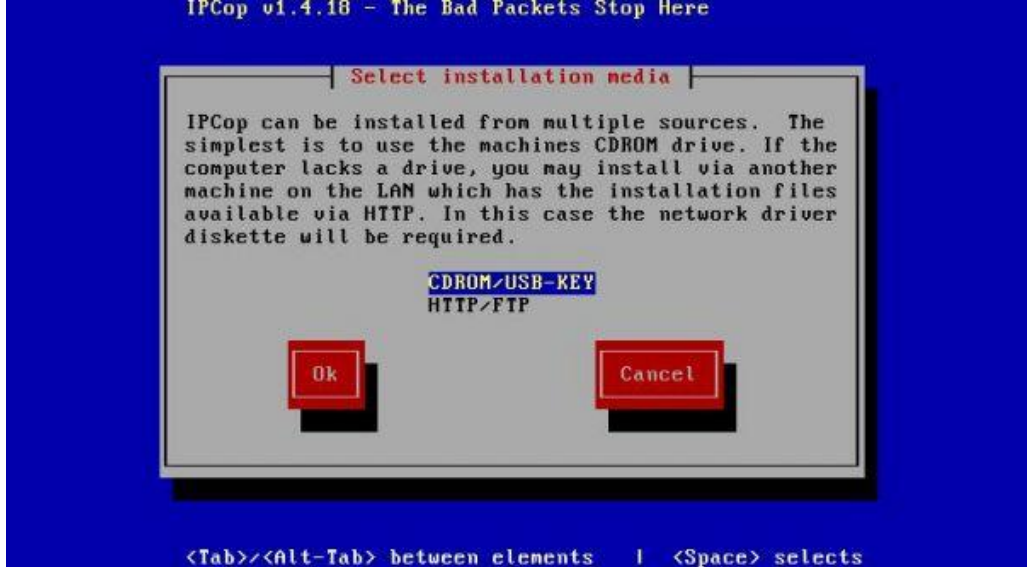 IPCop v1.4.18 - The Bad Packets Stop Here
Select installation media
IPCop can be installed from multiple sources.  The
simplest is to use the machines CDROM drive. If the
computer lacks a drive, you may install via another
machine on the LAN which has the installation files
available via HTTP. In this case the network driver
diskette will be required.
CDROM/USB-KEY
HTTP/FTP
Ok Cancel
<Tab>/<Alt-Tab> between elements   |  <Space> selects